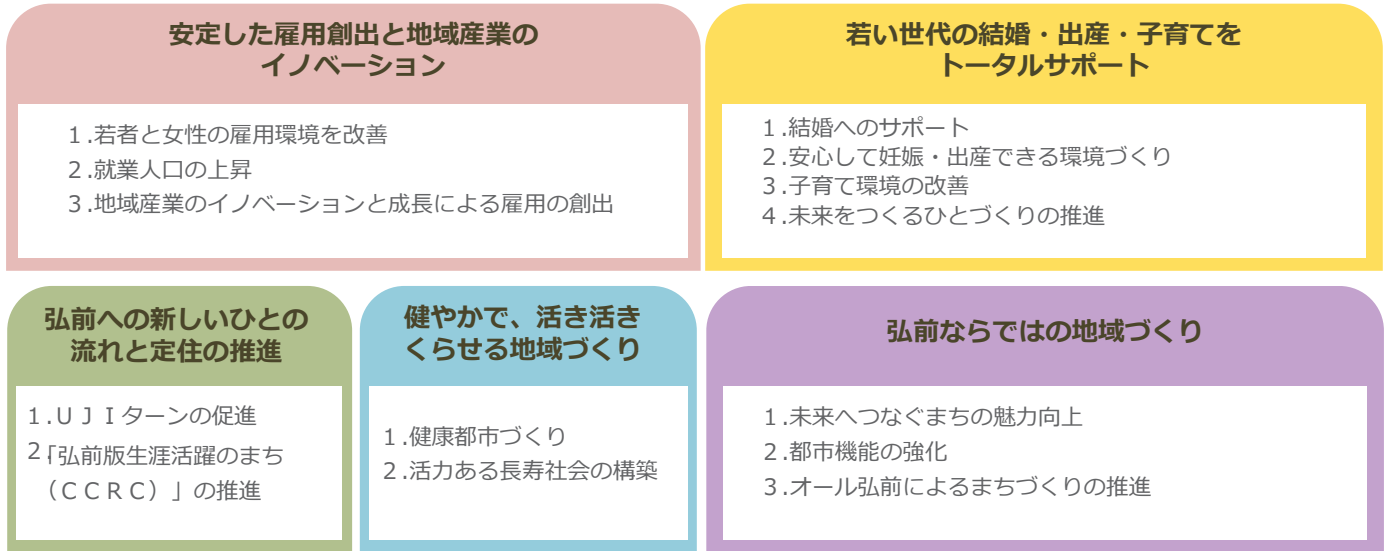 安定した雇用創出と地域産業の
イノベーション
１.若者と女性の雇用環境を改善
２.就業人口の上昇
３.地域産業のイノベーションと成長による雇用の創出
若い世代の結婚・出産・子育てを
トータルサポート
１.結婚へのサポート
２.安心して妊娠・出産できる環境づくり
３.子育て環境の改善
４.未来をつくるひとづくりの推進
弘前への新しいひとの
流れと定住の推進
１.ＵＪＩターンの促進
２.「弘前版生涯活躍のまち
（ＣＣＲＣ）」の推進
健やかで、活き活き
くらせる地域づくり
１.健康都市づくり
２.活力ある長寿社会の構築
弘前ならではの地域づくり
１.未来へつなぐまちの魅力向上
２.都市機能の強化
３.オール弘前によるまちづくりの推進